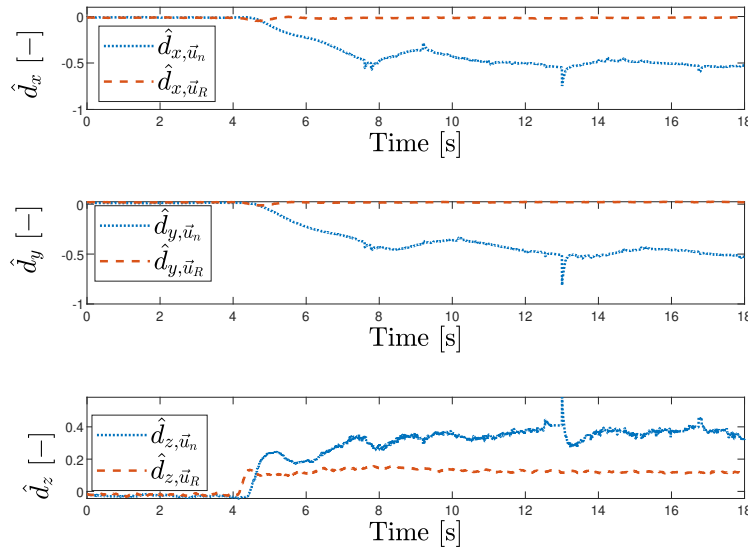 0
-0.5
-1
d̂_x [−]
d̂_{x,u⃗_n}
d̂_{x,u⃗_R}
0 2 4 6 8 10 12 14 16 18
Time [s]
0
-0.5
-1
d̂_y [−]
d̂_{y,u⃗_n}
d̂_{y,u⃗_R}
0 2 4 6 8 10 12 14 16 18
Time [s]
0.4
0.2
0
d̂_z [−]
d̂_{z,u⃗_n}
d̂_{z,u⃗_R}
0 2 4 6 8 10 12 14 16 18
Time [s]